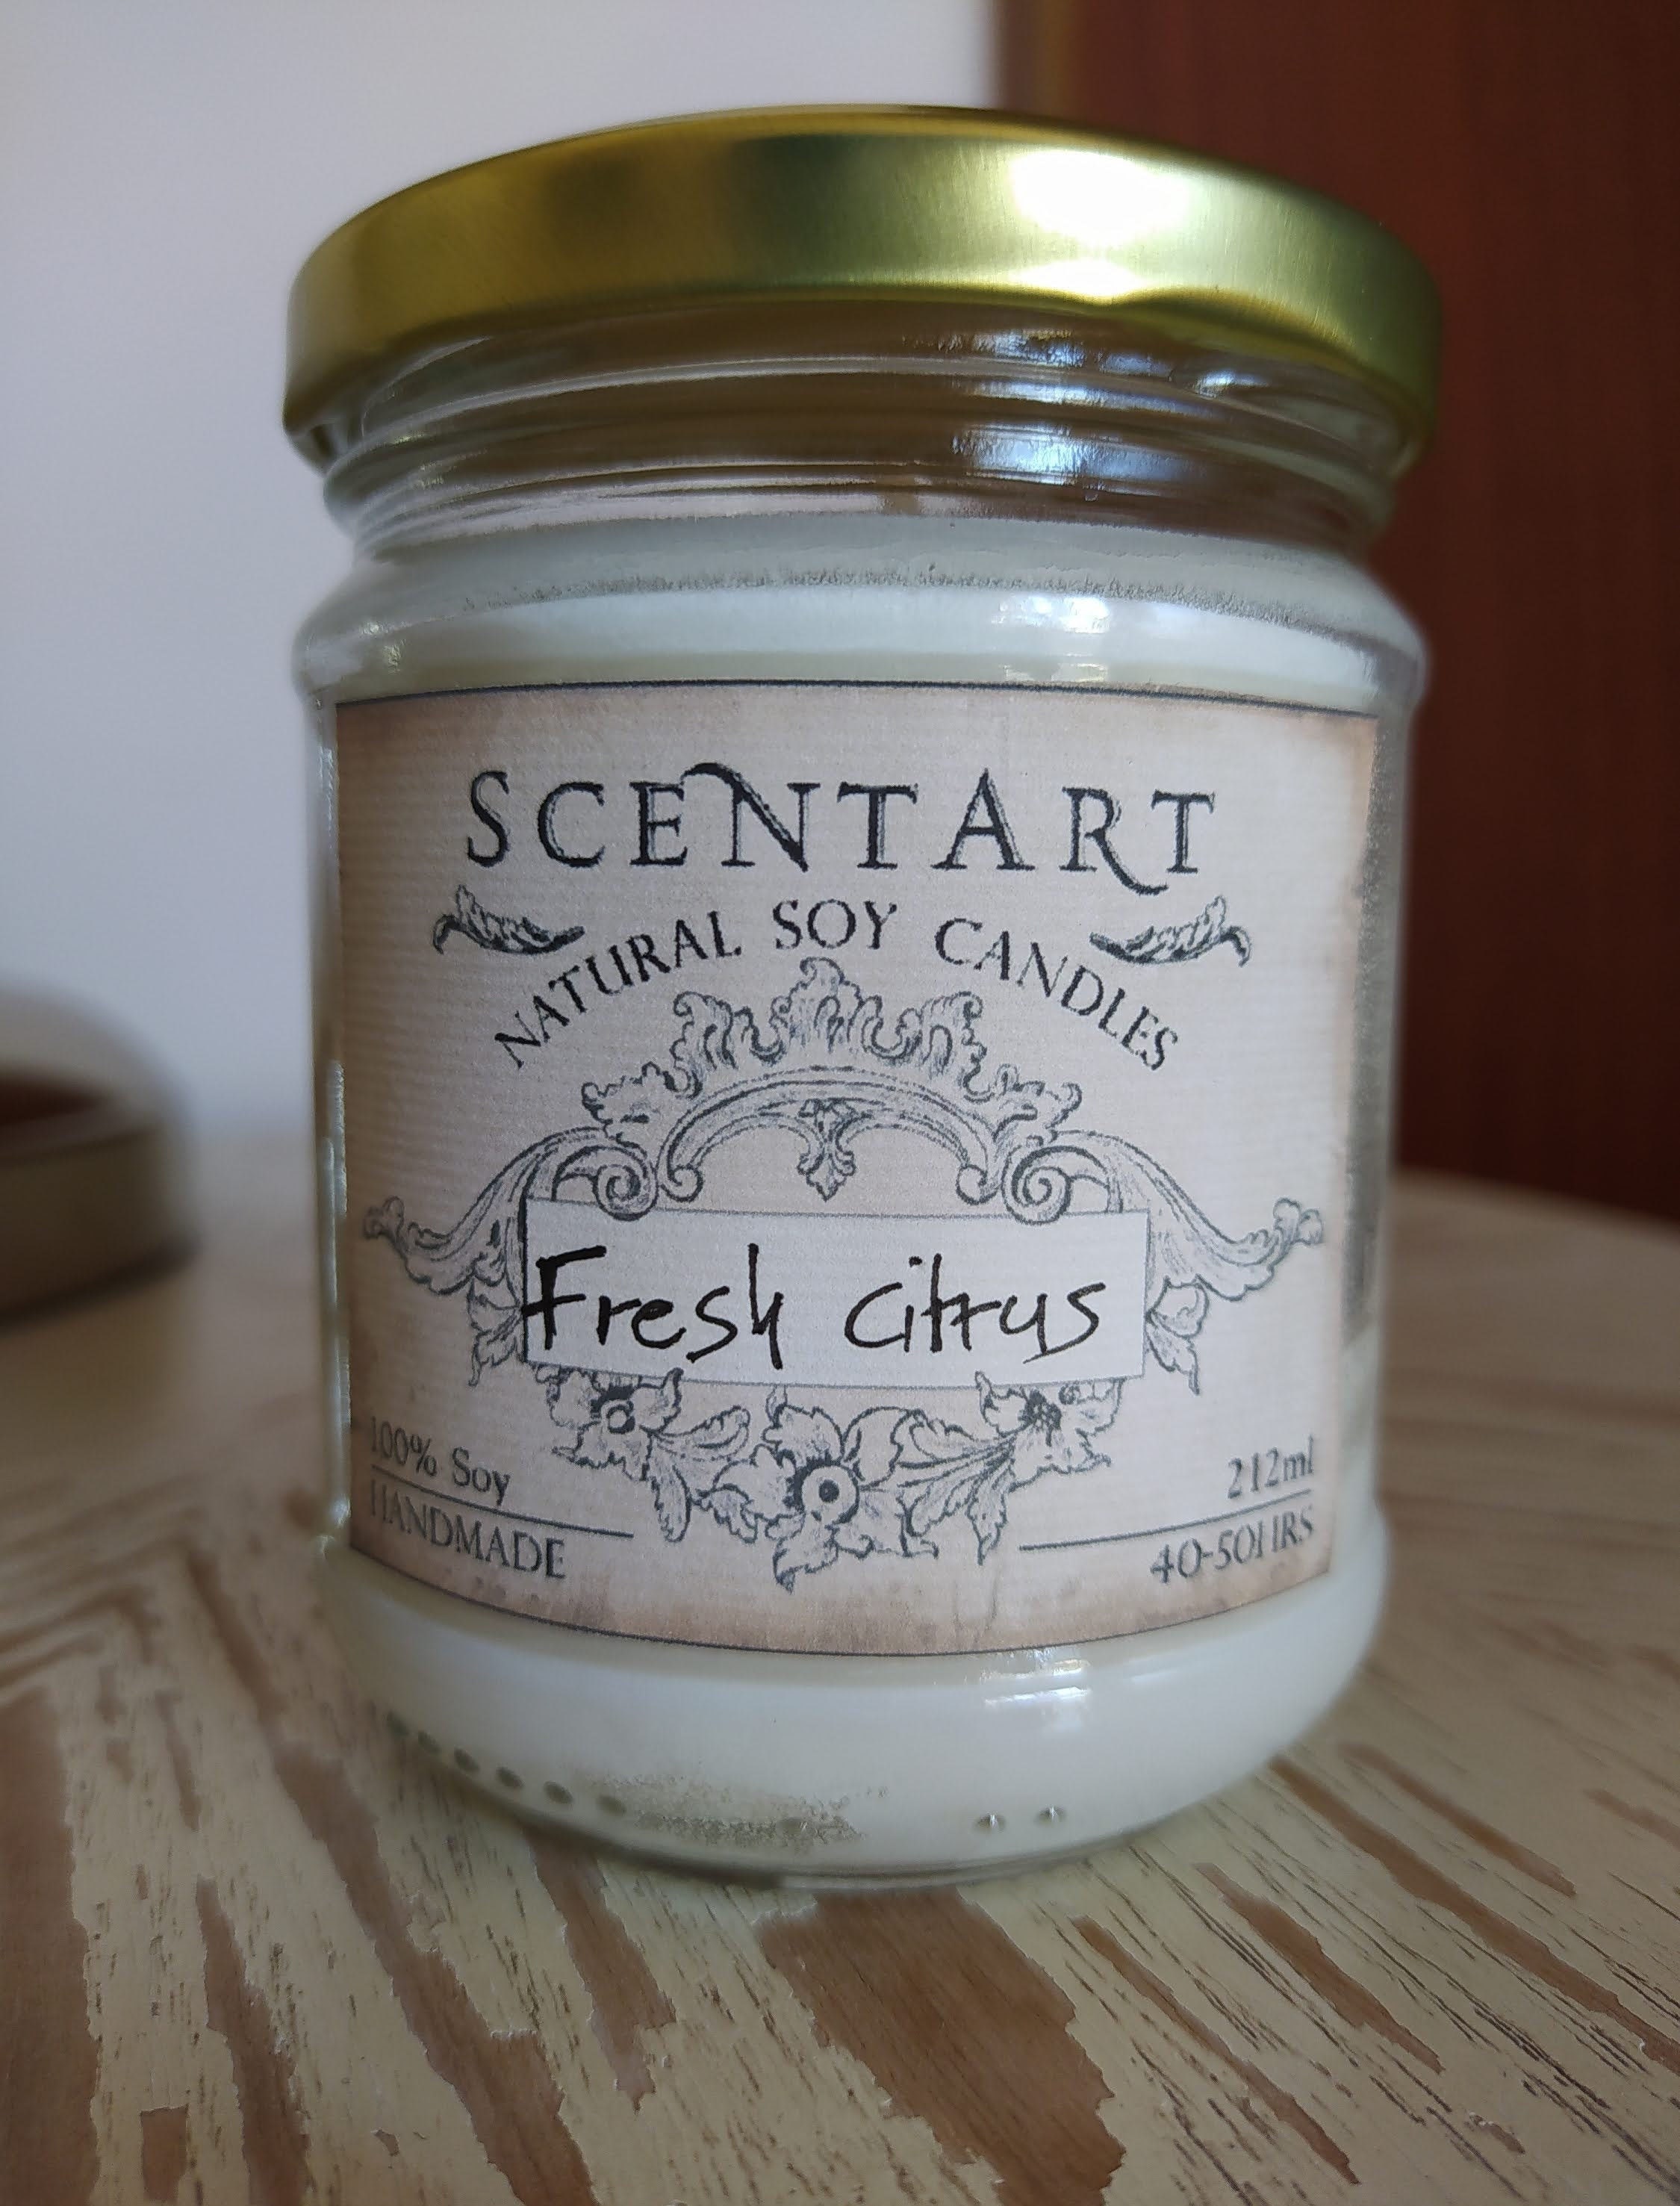 SCENTART
NATURAL SOY CANDLES
Fresh citrus
100% Soy
HANDMADE
212ml
40-50HRS